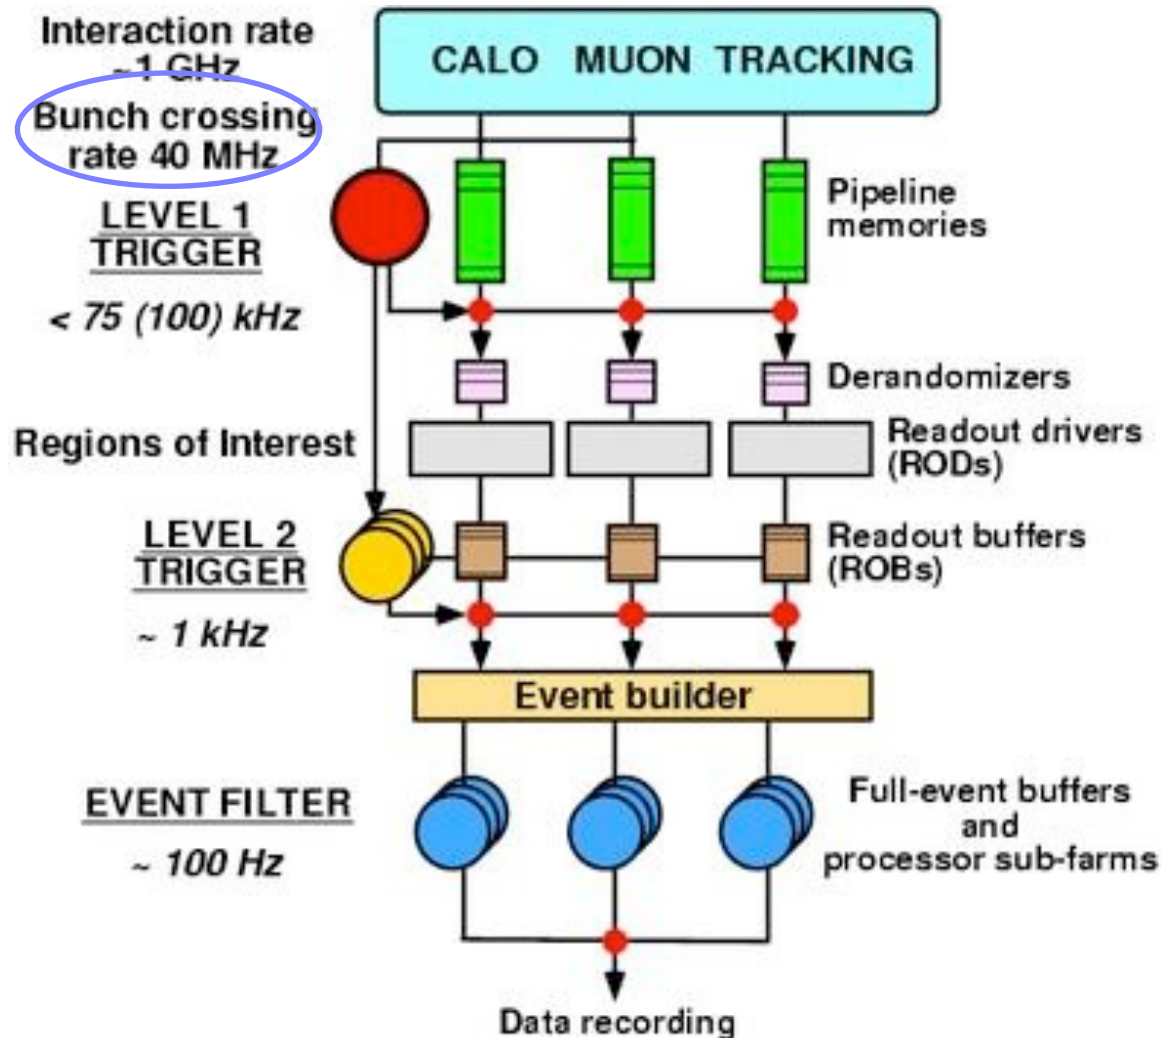 Interaction rate
~1 GHz
Bunch crossing
rate 40 MHz
CALO MUON TRACKING
LEVEL 1
TRIGGER
< 75 (100) kHz
Pipeline
memories
Derandomizers
Regions of Interest
Readout drivers
(RODs)
LEVEL 2
TRIGGER
~ 1 kHz
Readout buffers
(ROBs)
Event builder
EVENT FILTER
~ 100 Hz
Full-event buffers
and
processor sub-farms
Data recording